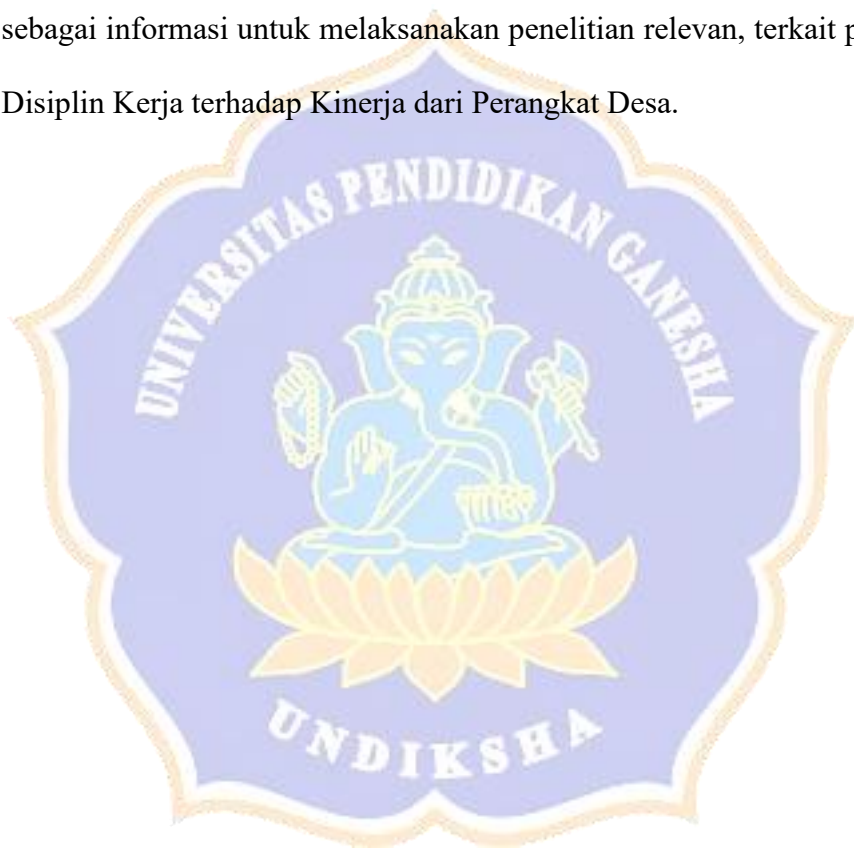 sebagai informasi untuk melaksanakan penelitian relevan, terkait
Disiplin Kerja terhadap Kinerja dari Perangkat Desa.
UNIVERSITAS PENDIDIKAN GANESHA
UNDIKSHA